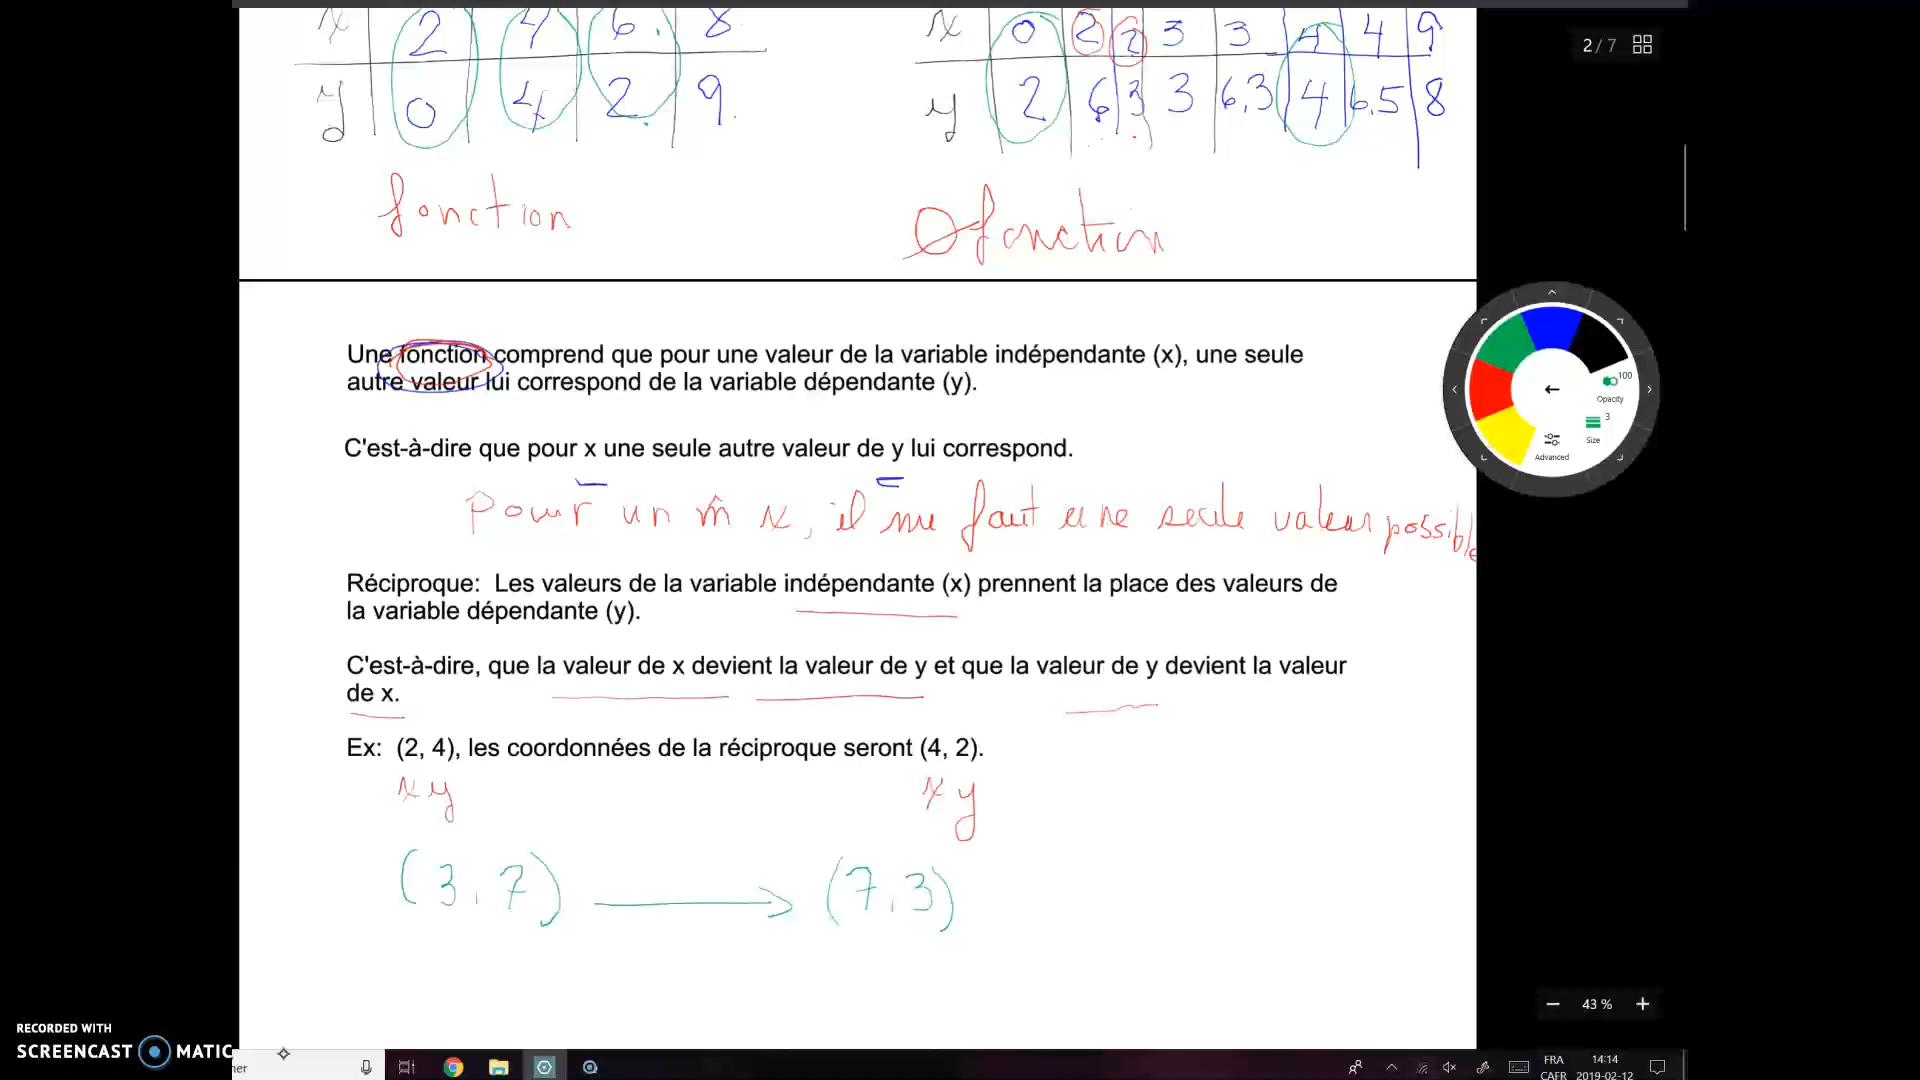 x 2 4 6 8
y 0 4 2 9
x 0 2 2 3 3 4 4 9
y 2 6 3 3 6,3 4 6,5 8
fonction
Ø fonction
2 / 7
Une fonction comprend que pour une valeur de la variable indépendante (x), une seule
autre valeur lui correspond de la variable dépendante (y).
C'est-à-dire que pour x une seule autre valeur de y lui correspond.
pour un m̂ x, il me faut une seule valeur possible
Réciproque: Les valeurs de la variable indépendante (x) prennent la place des valeurs de
la variable dépendante (y).
C'est-à-dire, que la valeur de x devient la valeur de y et que la valeur de y devient la valeur
de x.
Ex: (2, 4), les coordonnées de la réciproque seront (4, 2).
x y
x y
(3, 7)
(7, 3)
100
Opacity
3
Size
Advanced
43 %
RECORDED WITH
SCREENCAST MATIC
her
FRA
CAFR
14:14
2019-02-12